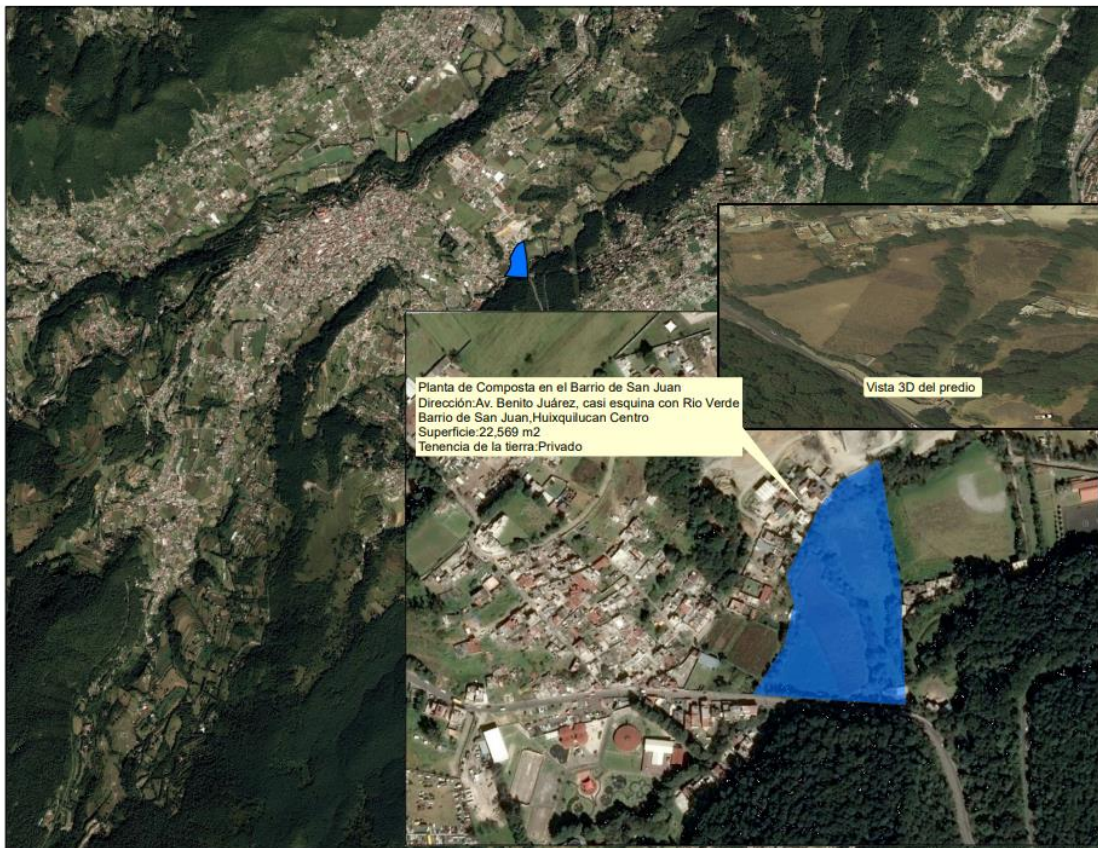 Planta de Composta en el Barrio de San Juan
Dirección:Av. Benito Juárez, casi esquina con Rio Verde
Barrio de San Juan,Huixquilucan Centro
Superficie:22,569 m2
Tenencia de la tierra:Privado
Vista 3D del predio